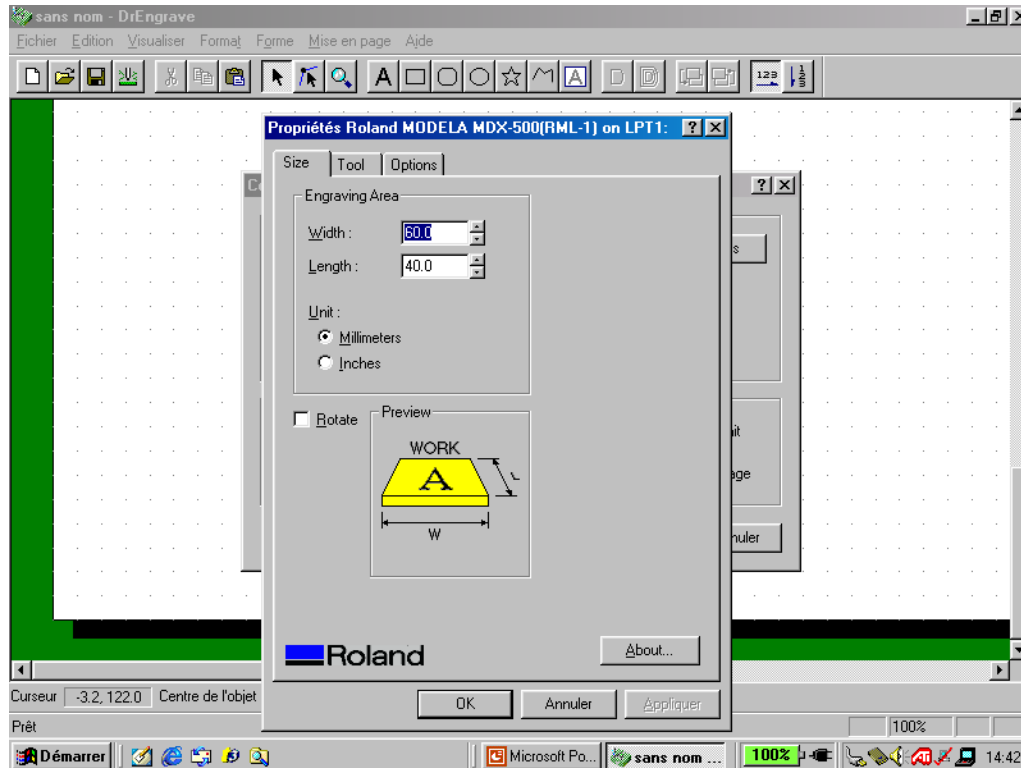 sans nom - DrEngrave
Fichier Edition Visualiser Format Forme Mise en page Aide
A A 123
Propriétés Roland MODELA MDX-500(RML-1) on LPT1:
Size Tool Options
Engraving Area
Width : 60.0
Length : 40.0
Unit :
Millimeters
Inches
Rotate
Preview
WORK
A
L
W
Roland
About...
OK Annuler Appliquer
Curseur -3.2, 122.0 Centre de l'objet
Prêt 100%
Démarrer Microsoft Po... sans nom ... 100% 14:42